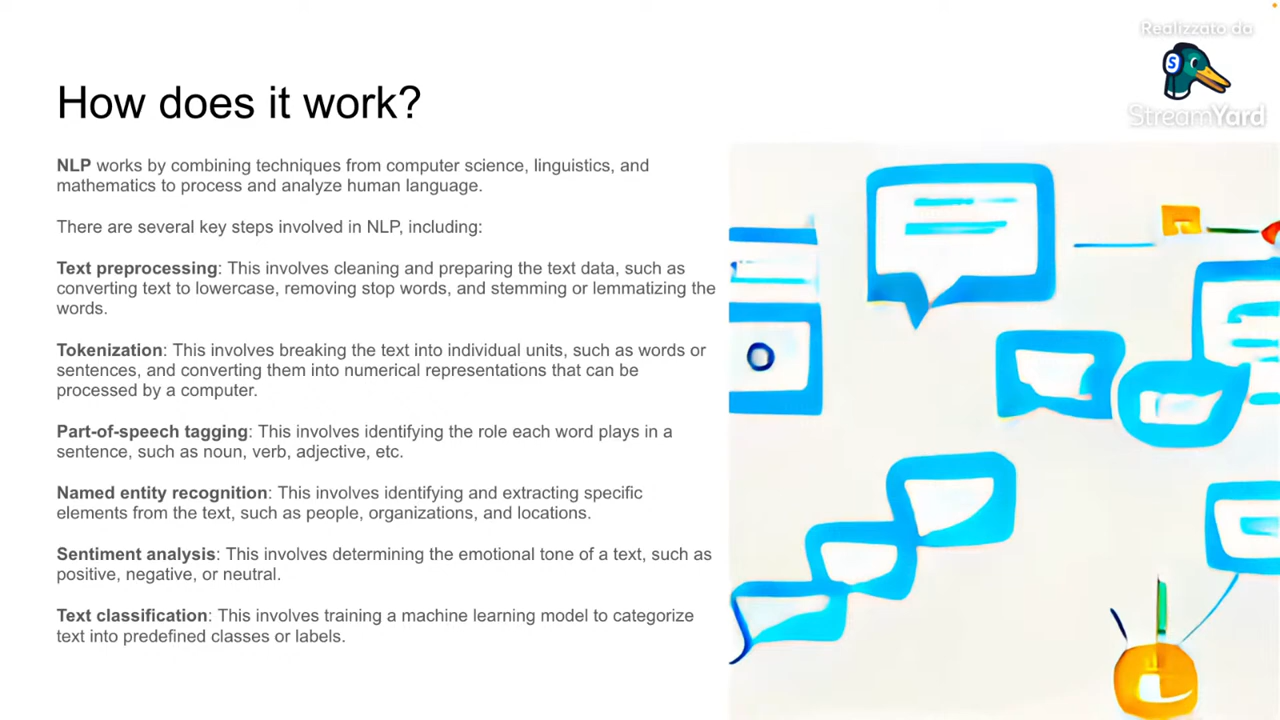 Realizzato da
StreamYard
How does it work?
NLP works by combining techniques from computer science, linguistics, and
mathematics to process and analyze human language.
There are several key steps involved in NLP, including:
Text preprocessing: This involves cleaning and preparing the text data, such as
converting text to lowercase, removing stop words, and stemming or lemmatizing the
words.
Tokenization: This involves breaking the text into individual units, such as words or
sentences, and converting them into numerical representations that can be
processed by a computer.
Part-of-speech tagging: This involves identifying the role each word plays in a
sentence, such as noun, verb, adjective, etc.
Named entity recognition: This involves identifying and extracting specific
elements from the text, such as people, organizations, and locations.
Sentiment analysis: This involves determining the emotional tone of a text, such as
positive, negative, or neutral.
Text classification: This involves training a machine learning model to categorize
text into predefined classes or labels.